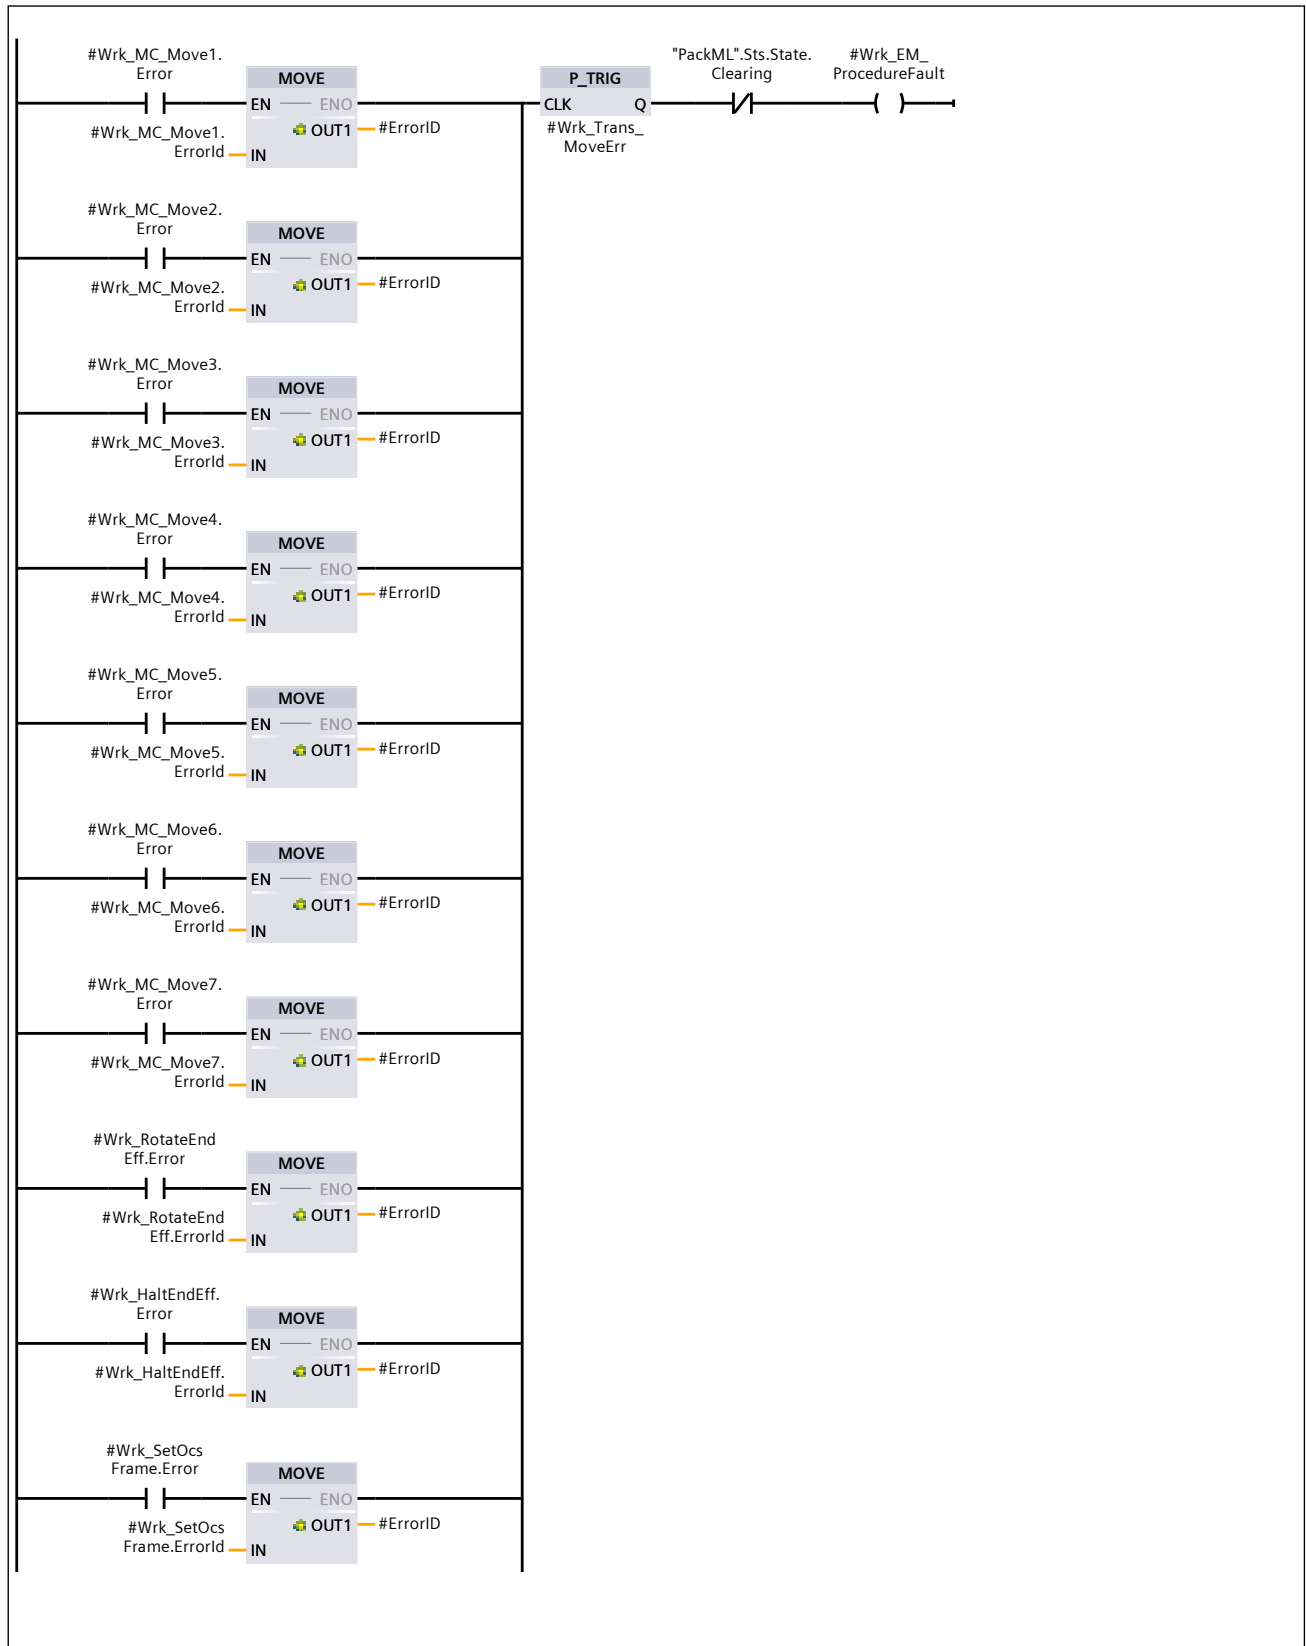 #Wrk_MC_Move1.
Error
MOVE
EN ENO
#Wrk_MC_Move1.
ErrorId
OUT1
#ErrorID
IN
P_TRIG
CLK Q
#Wrk_Trans_
MoveErr
"PackML".Sts.State.
Clearing
#Wrk_EM_
ProcedureFault
#Wrk_MC_Move2.
Error
MOVE
EN ENO
#Wrk_MC_Move2.
ErrorId
OUT1
#ErrorID
IN
#Wrk_MC_Move3.
Error
MOVE
EN ENO
#Wrk_MC_Move3.
ErrorId
OUT1
#ErrorID
IN
#Wrk_MC_Move4.
Error
MOVE
EN ENO
#Wrk_MC_Move4.
ErrorId
OUT1
#ErrorID
IN
#Wrk_MC_Move5.
Error
MOVE
EN ENO
#Wrk_MC_Move5.
ErrorId
OUT1
#ErrorID
IN
#Wrk_MC_Move6.
Error
MOVE
EN ENO
#Wrk_MC_Move6.
ErrorId
OUT1
#ErrorID
IN
#Wrk_MC_Move7.
Error
MOVE
EN ENO
#Wrk_MC_Move7.
ErrorId
OUT1
#ErrorID
IN
#Wrk_RotateEnd
Eff.Error
MOVE
EN ENO
#Wrk_RotateEnd
Eff.ErrorId
OUT1
#ErrorID
IN
#Wrk_HaltEndEff.
Error
MOVE
EN ENO
#Wrk_HaltEndEff.
ErrorId
OUT1
#ErrorID
IN
#Wrk_SetOcs
Frame.Error
MOVE
EN ENO
#Wrk_SetOcs
Frame.ErrorId
OUT1
#ErrorID
IN